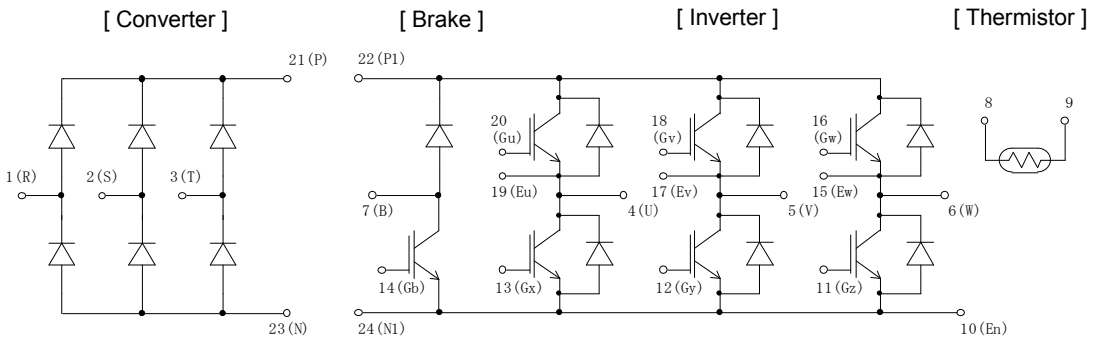 [ Converter ]
[ Brake ]
[ Inverter ]
[ Thermistor ]
21(P)
22(P1)
20
(Gu)
18
(Gv)
16
(Gw)
8
9
1(R)
2(S)
3(T)
19(Eu)
17(Ev)
15(Ew)
7(B)
4(U)
5(V)
6(W)
14(Gb)
13(Gx)
12(Gy)
11(Gz)
23(N)
24(N1)
10(En)